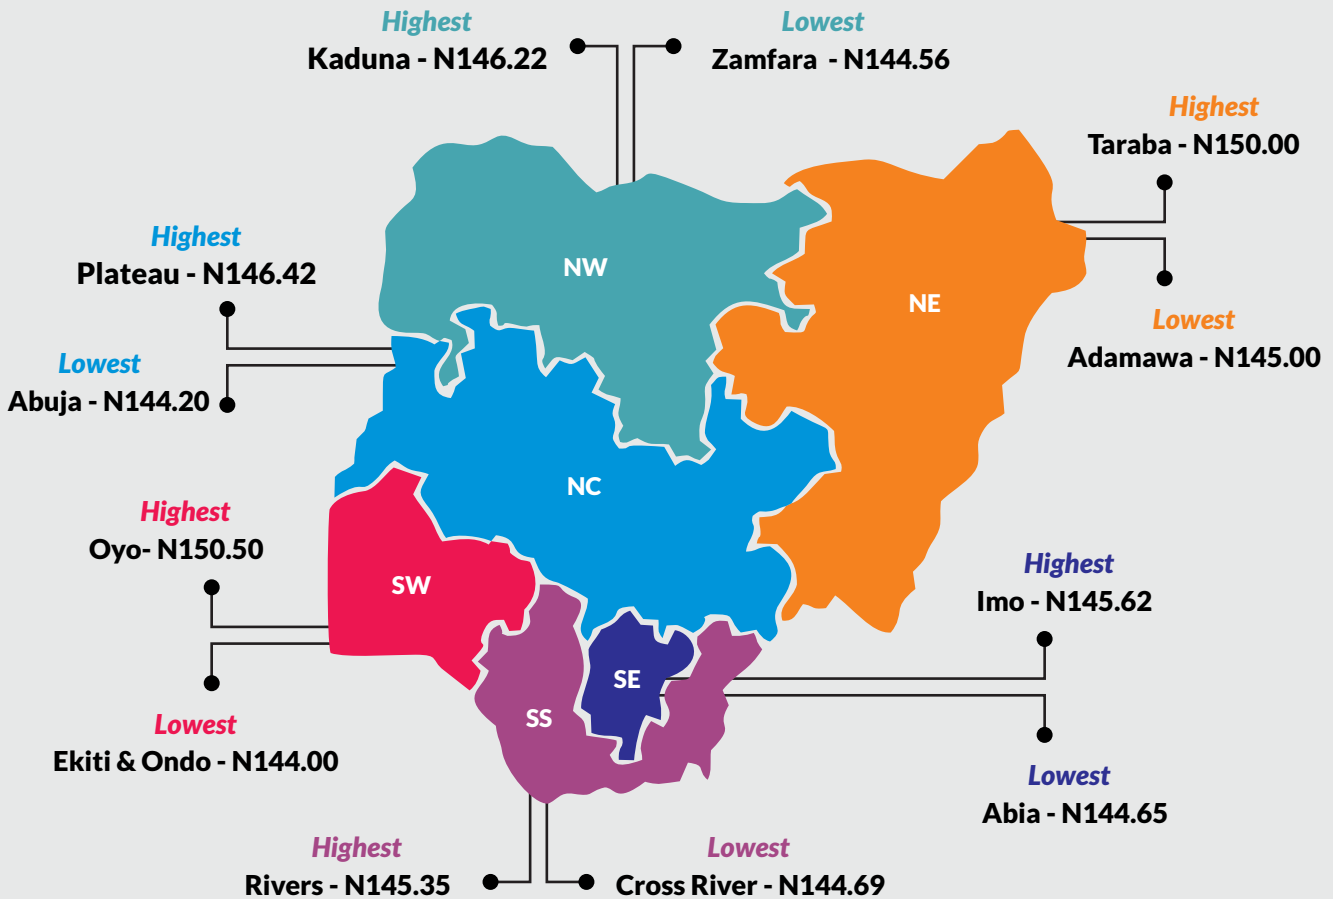 Highest
Kaduna - N146.22
Lowest
Zamfara - N144.56
Highest
Taraba - N150.00
Lowest
Adamawa - N145.00
Highest
Plateau - N146.42
Lowest
Abuja - N144.20
NW
NE
NC
SW
SE
SS
Highest
Oyo- N150.50
Lowest
Ekiti & Ondo - N144.00
Highest
Imo - N145.62
Lowest
Abia - N144.65
Highest
Rivers - N145.35
Lowest
Cross River - N144.69